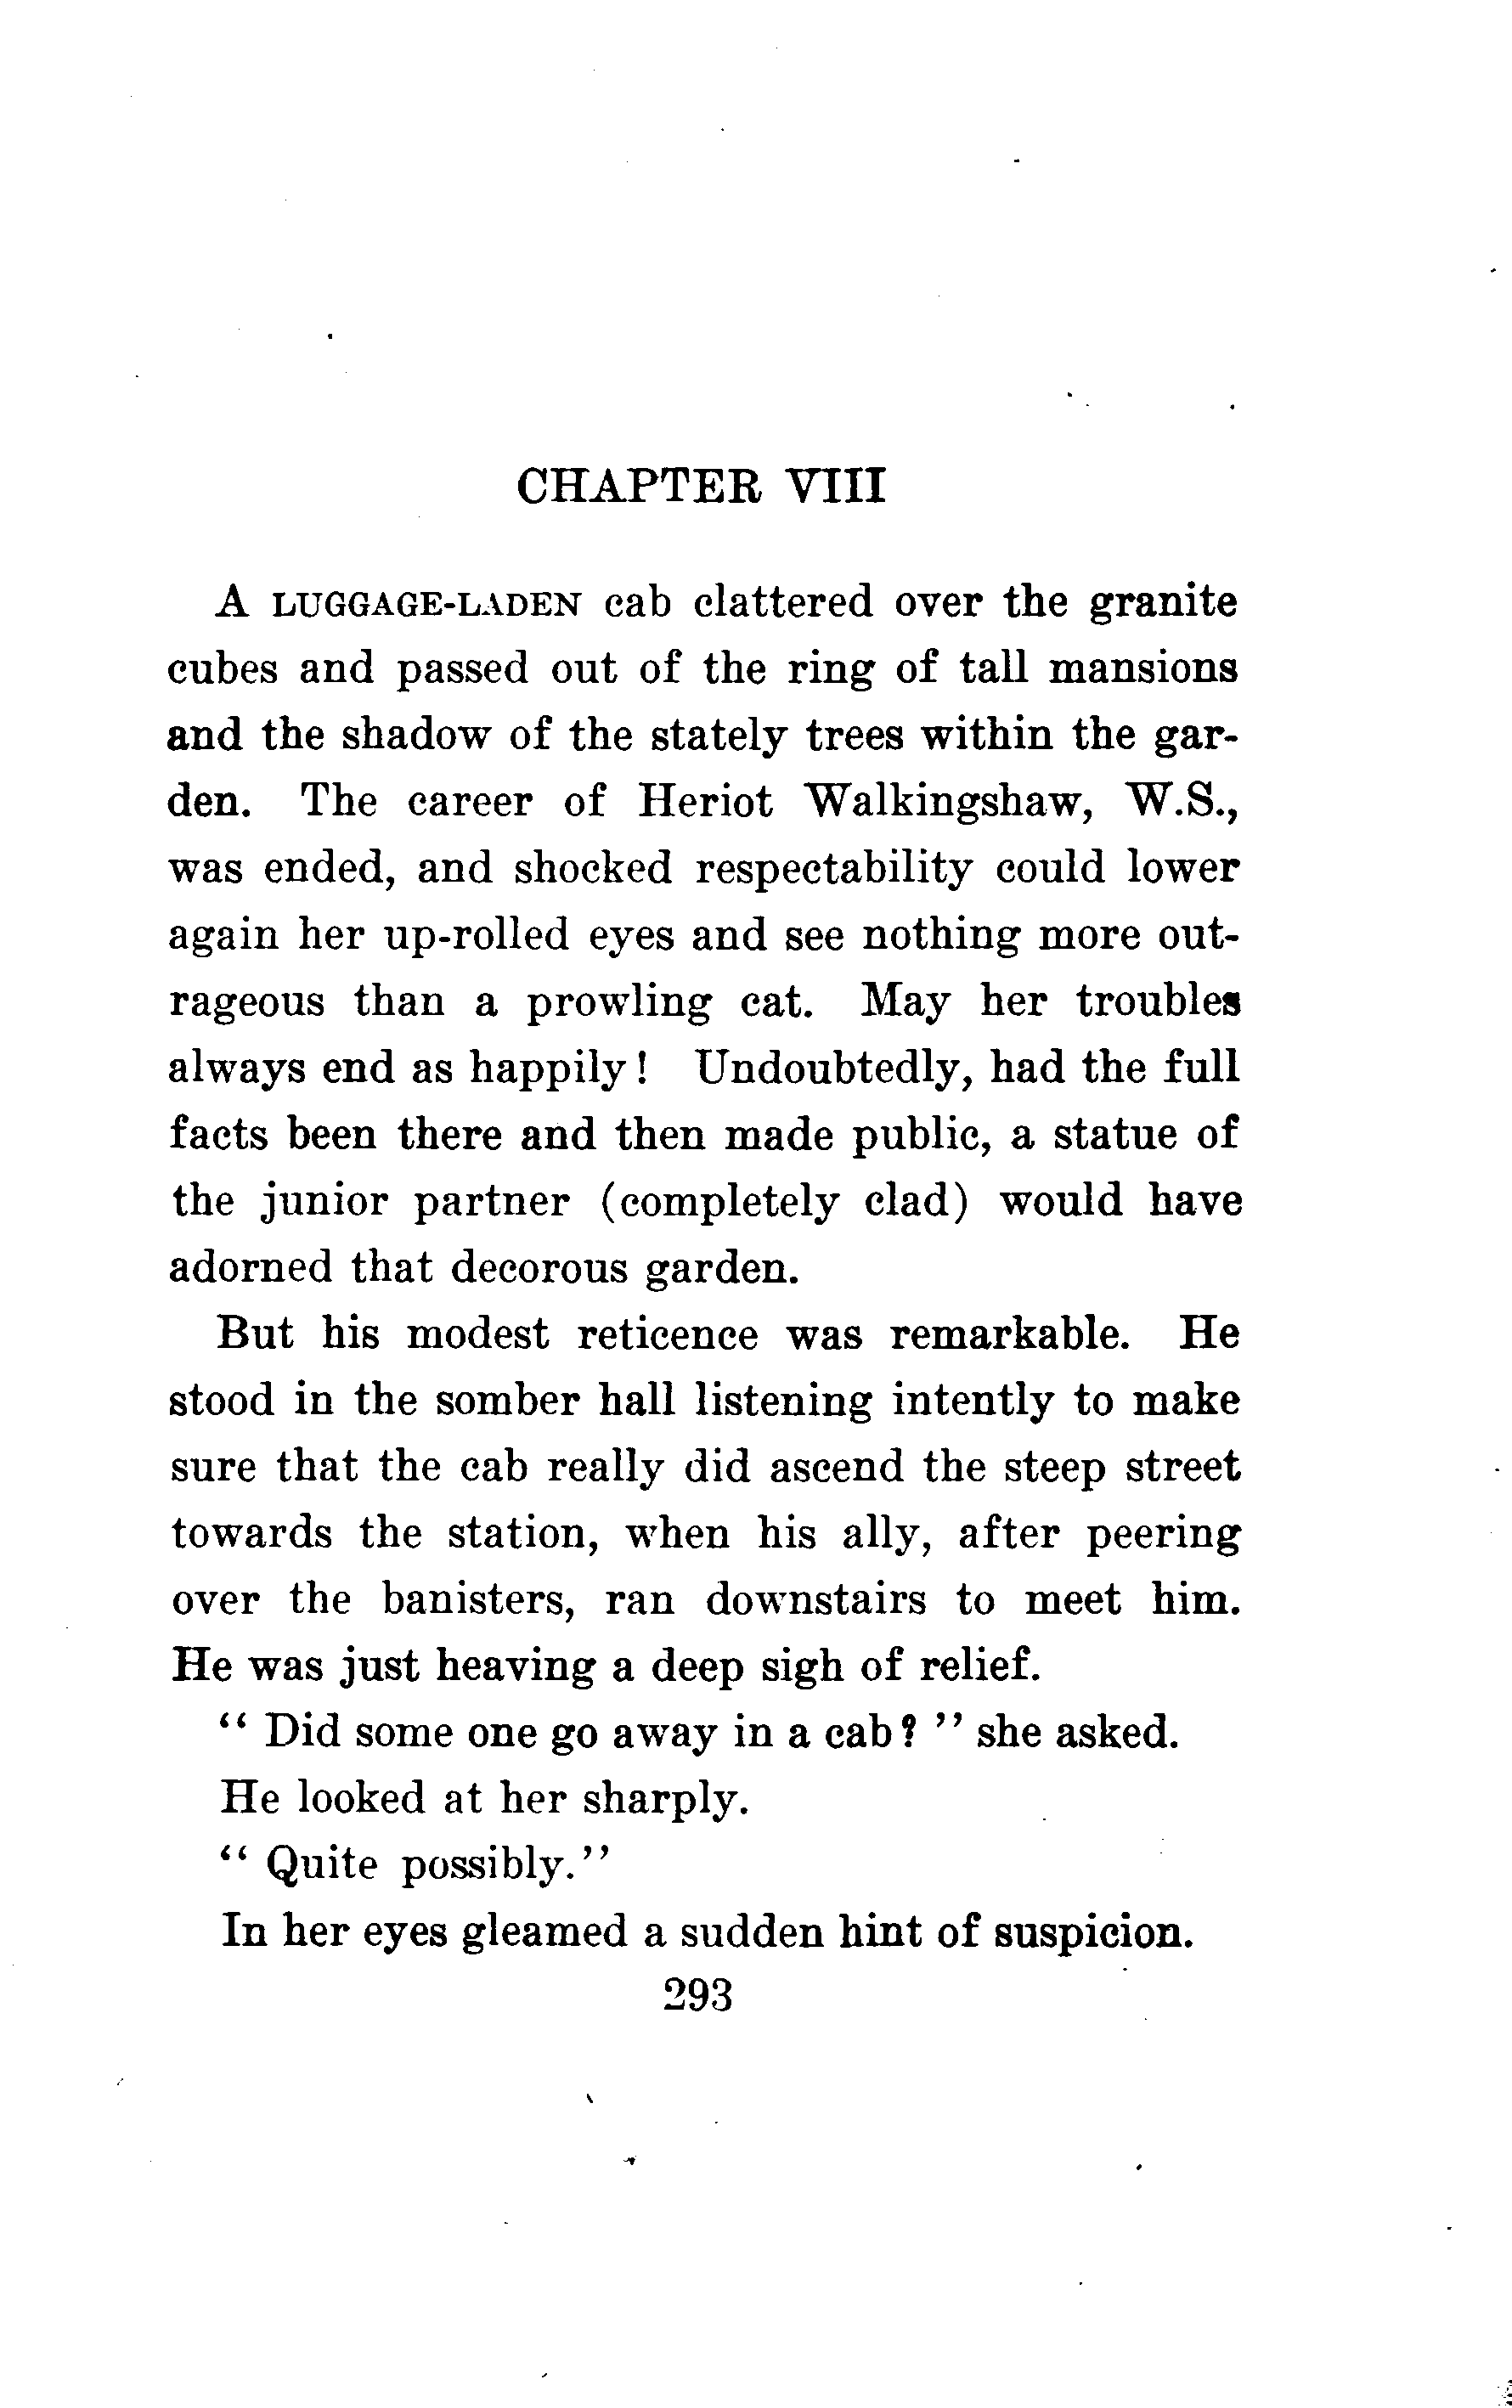 CHAPTER VIII
A LUGGAGE-LADEN cab clattered over the granite
cubes and passed out of the ring of tall mansions
and the shadow of the stately trees within the gar-
den. The career of Heriot Walkingshaw, W.S.,
was ended, and shocked respectability could lower
again her up-rolled eyes and see nothing more out-
rageous than a prowling cat. May her troubles
always end as happily! Undoubtedly, had the full
facts been there and then made public, a statue of
the junior partner (completely clad) would have
adorned that decorous garden.
But his modest reticence was remarkable. He
stood in the somber hall listening intently to make
sure that the cab really did ascend the steep street
towards the station, when his ally, after peering
over the banisters, ran downstairs to meet him.
He was just heaving a deep sigh of relief.
"Did some one go away in a cab?" she asked.
He looked at her sharply.
"Quite possibly."
In her eyes gleamed a sudden hint of suspicion.
293